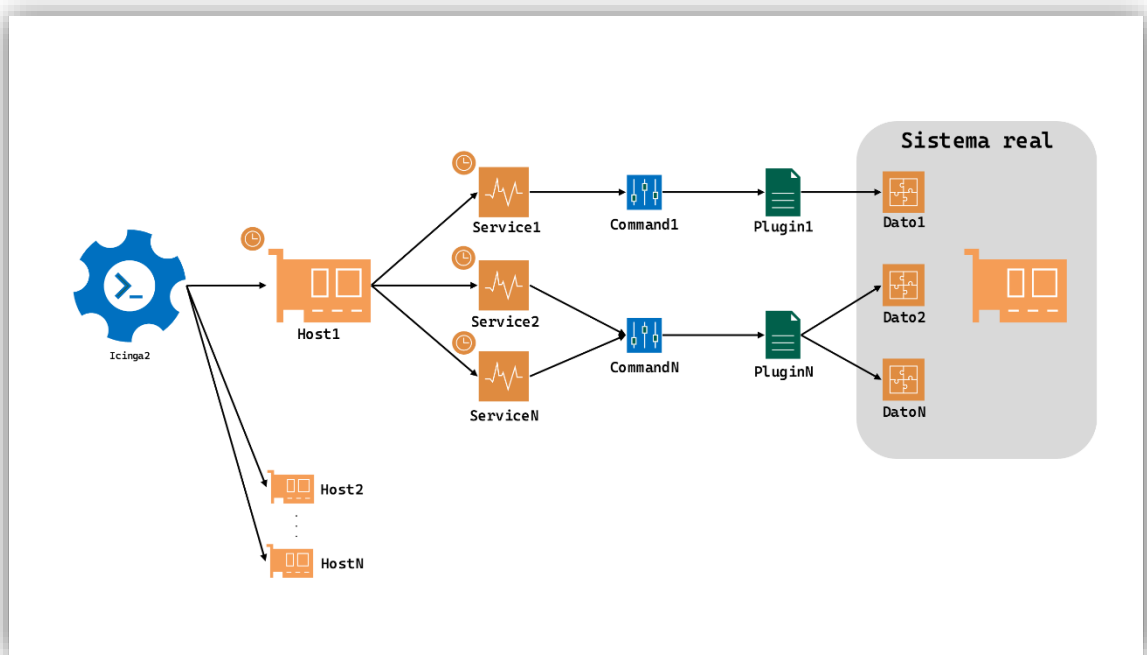 Sistema real
Service1
Command1
Plugin1
Dato1
Icinga2
Host1
Service2
CommandN
PluginN
Dato2
ServiceN
DatoN
Host2
HostN